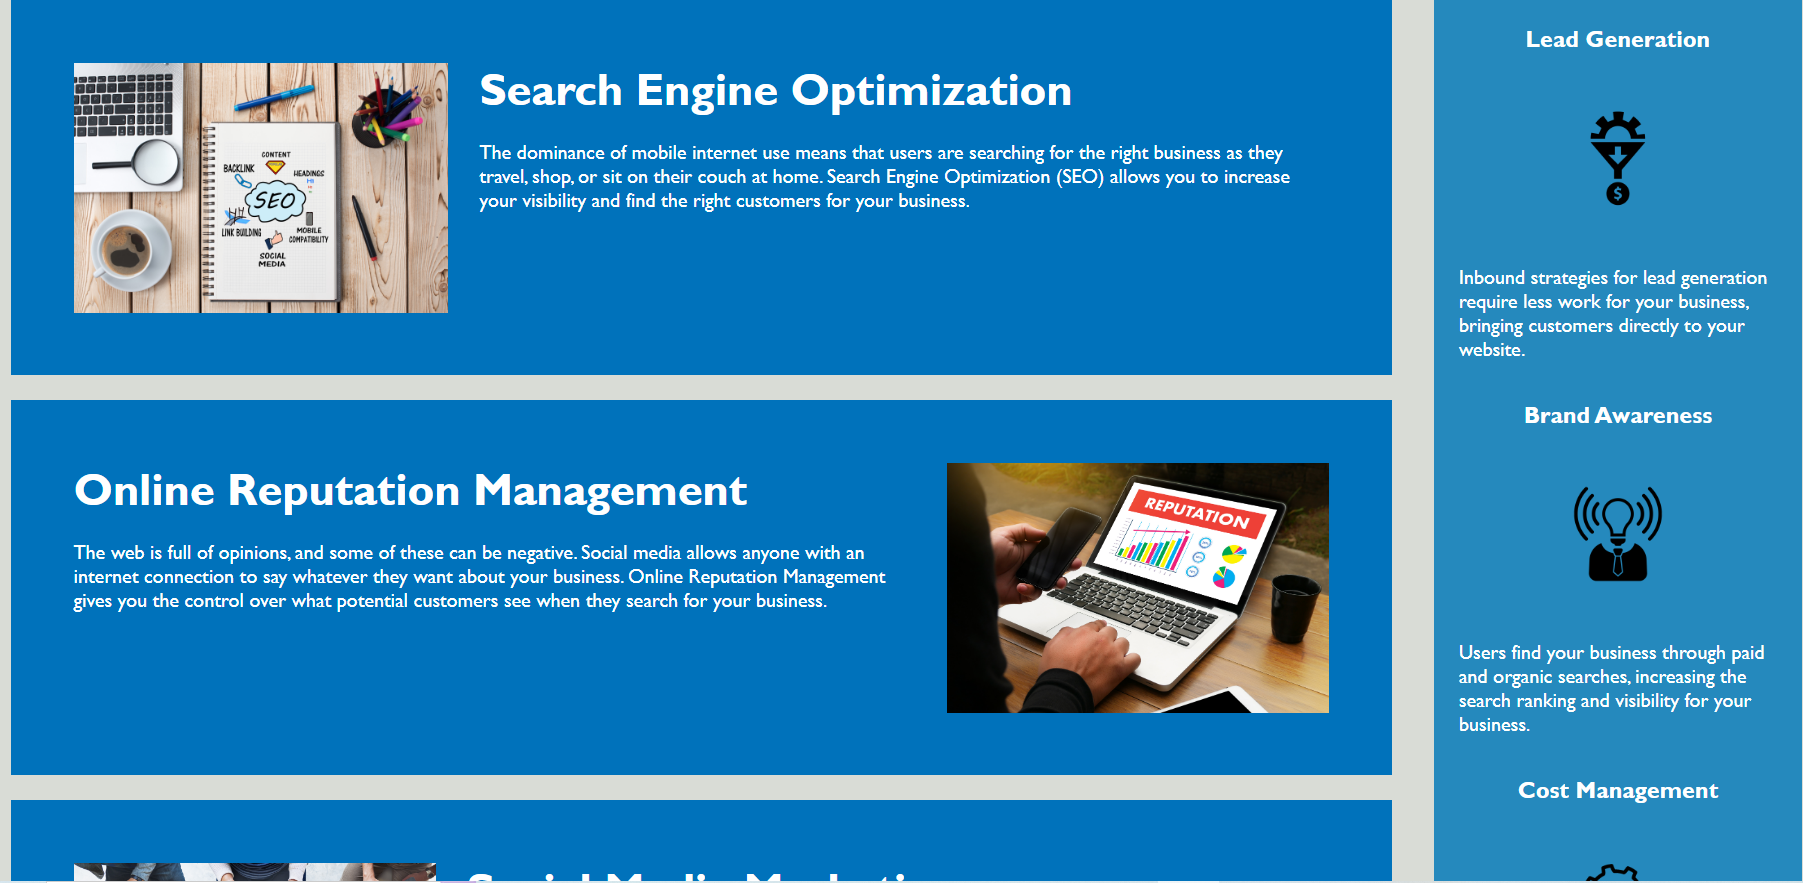 Search Engine Optimization
The dominance of mobile internet use means that users are searching for the right business as they
travel, shop, or sit on their couch at home. Search Engine Optimization (SEO) allows you to increase
your visibility and find the right customers for your business.
CONTENT
BACKLINK
HEADINGS
SEO
LINK BUILDING
MOBILE
COMPATIBILITY
SOCIAL
MEDIA
Online Reputation Management
The web is full of opinions, and some of these can be negative. Social media allows anyone with an
internet connection to say whatever they want about your business. Online Reputation Management
gives you the control over what potential customers see when they search for your business.
REPUTATION
Lead Generation
$
Inbound strategies for lead generation
require less work for your business,
bringing customers directly to your
website.
Brand Awareness
Users find your business through paid
and organic searches, increasing the
search ranking and visibility for your
business.
Cost Management